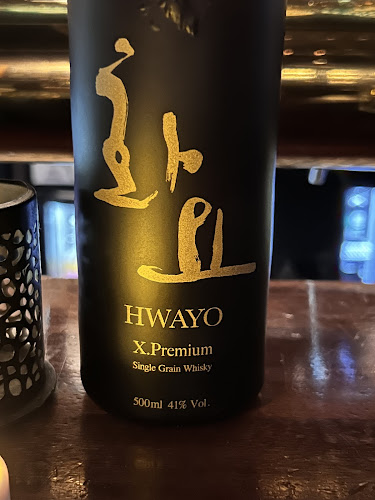 화요
HWAYO
X.Premium
Single Grain Whisky
500ml 41% Vol.